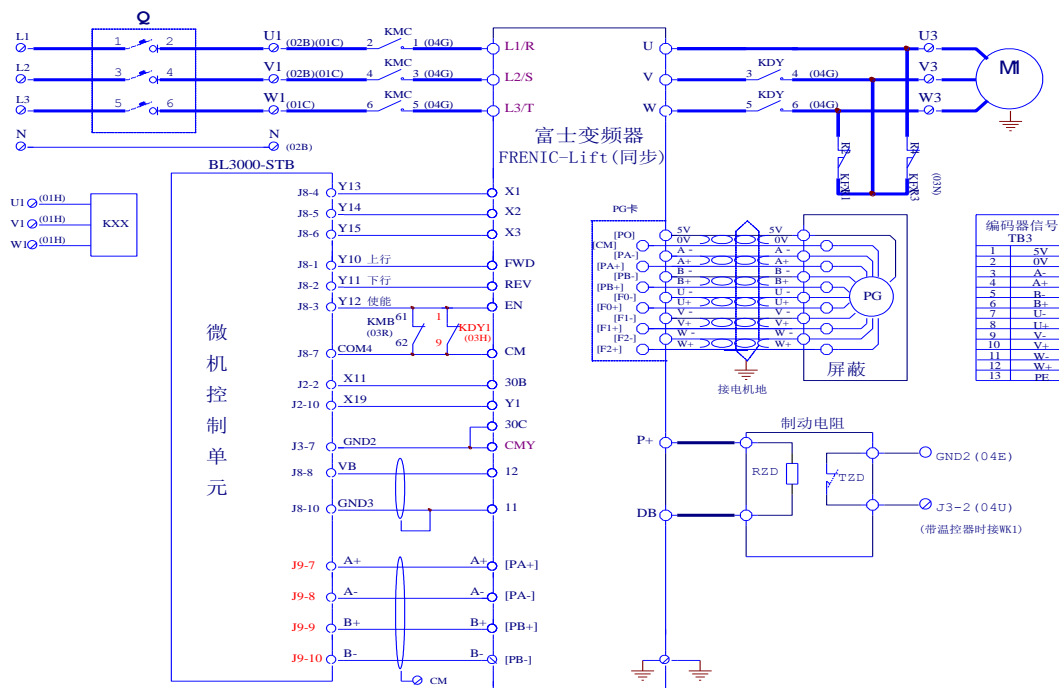 Q
L1 1 2 U1 (02B)(01C) 2 KMC 1 (04G) L1/R U U3
L2 3 4 V1 (02B)(01C) 4 KMC 3 (04G) L2/S V 3 KDY 4 (04G) V3 M1
L3 5 6 W1 (01C) 6 KMC 5 (04G) L3/T W 5 KDY 6 (04G) W3
N N (02B)
富士变频器
FRENIC-Lift(同步)
(03N)
BL3000-STB
U1 (01H)
V1 (01H) KXX
W1 (01H)
微机控制单元
J8-4 Y13 X1
J8-5 Y14 X2
J8-6 Y15 X3
J8-1 Y10 上行 FWD
J8-2 Y11 下行 REV
J8-3 Y12 使能 EN
KMB 61 1 KDY1
(03R) 62 9 (03H)
J8-7 COM4 CM
J2-2 X11 30B
J2-10 X19 Y1
30C
J3-7 GND2 CMY
J8-8 VB 12
J8-10 GND3 11
J9-7 A+ A+ [PA+]
J9-8 A- A- [PA-]
J9-9 B+ B+ [PB+]
J9-10 B- B- [PB-]
CM
PG卡
[PO] 5V 5V
[CM] 0V 0V
[PA-] A- A-
[PA+] A+ A+
[PB-] B- B-
[PB+] B+ B+
[F0-] U- U-
[F0+] U+ U+
[F1-] V- V-
[F1+] V+ V+
[F2-] W- W-
[F2+] W+ W+
PG
屏蔽
接电机地
编码器信号
TB3
1 5V
2 0V
3 A-
4 A+
5 B-
6 B+
7 U-
8 U+
9 V-
10 V+
11 W-
12 W+
13 PE
制动电阻
P+ RZD TZD GND2(04E)
DB J3-2(04U)
(带温控器时接WK1)